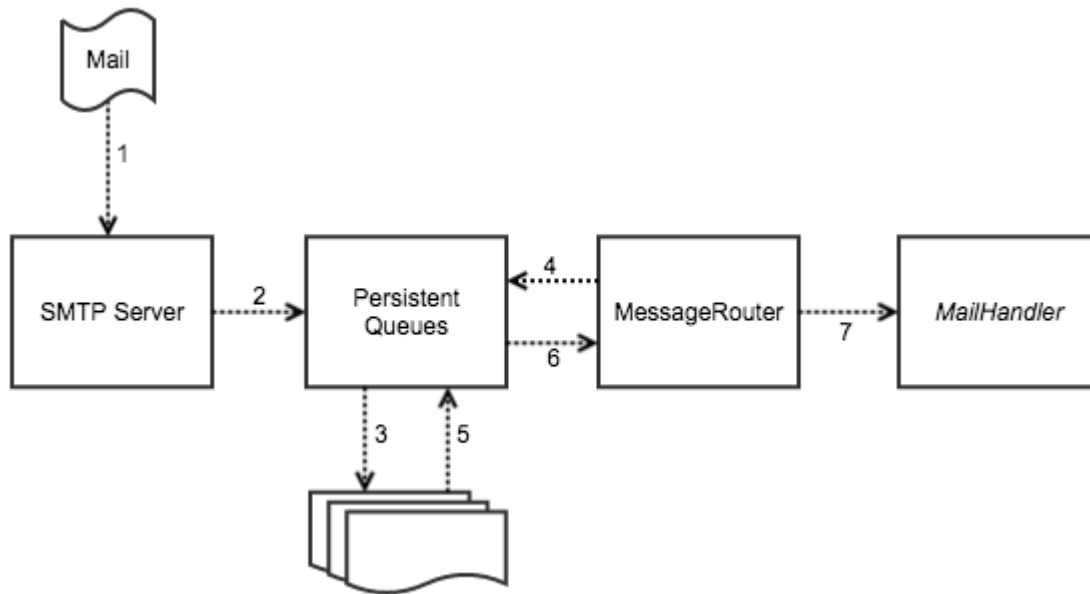 Mail
1
SMTP Server
2
Persistent
Queues
4
6
MessageRouter
7
MailHandler
3
5